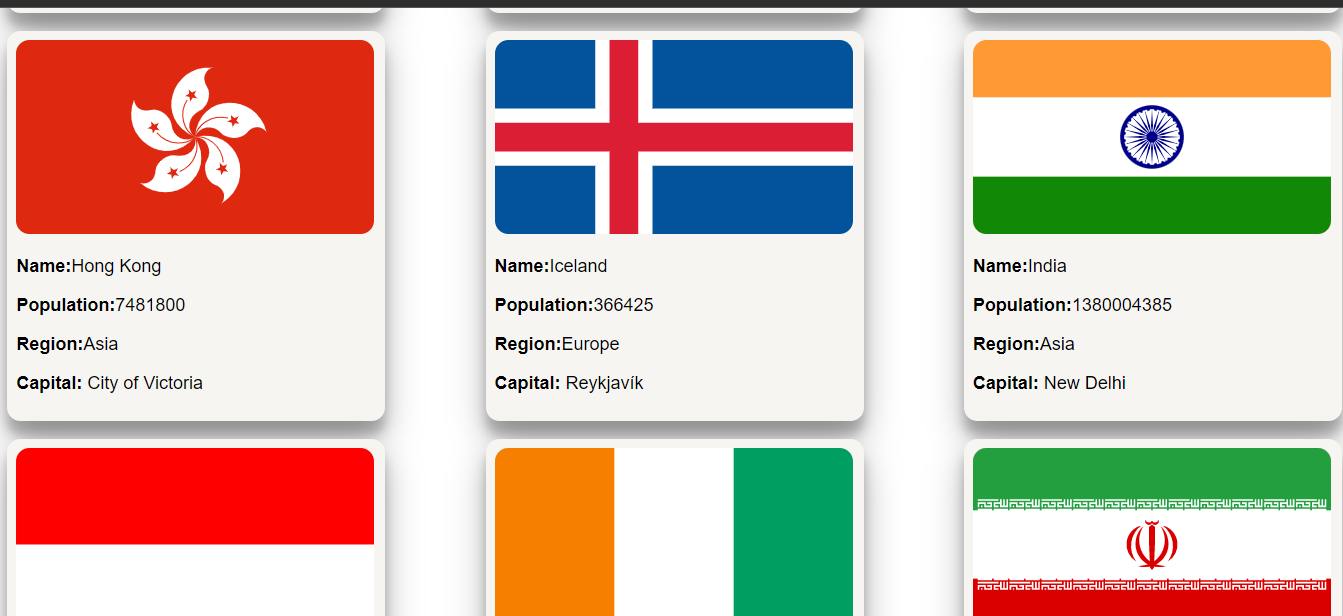 Name:Hong Kong
Population:7481800
Region:Asia
Capital: City of Victoria
Name:Iceland
Population:366425
Region:Europe
Capital: Reykjavík
Name:India
Population:1380004385
Region:Asia
Capital: New Delhi